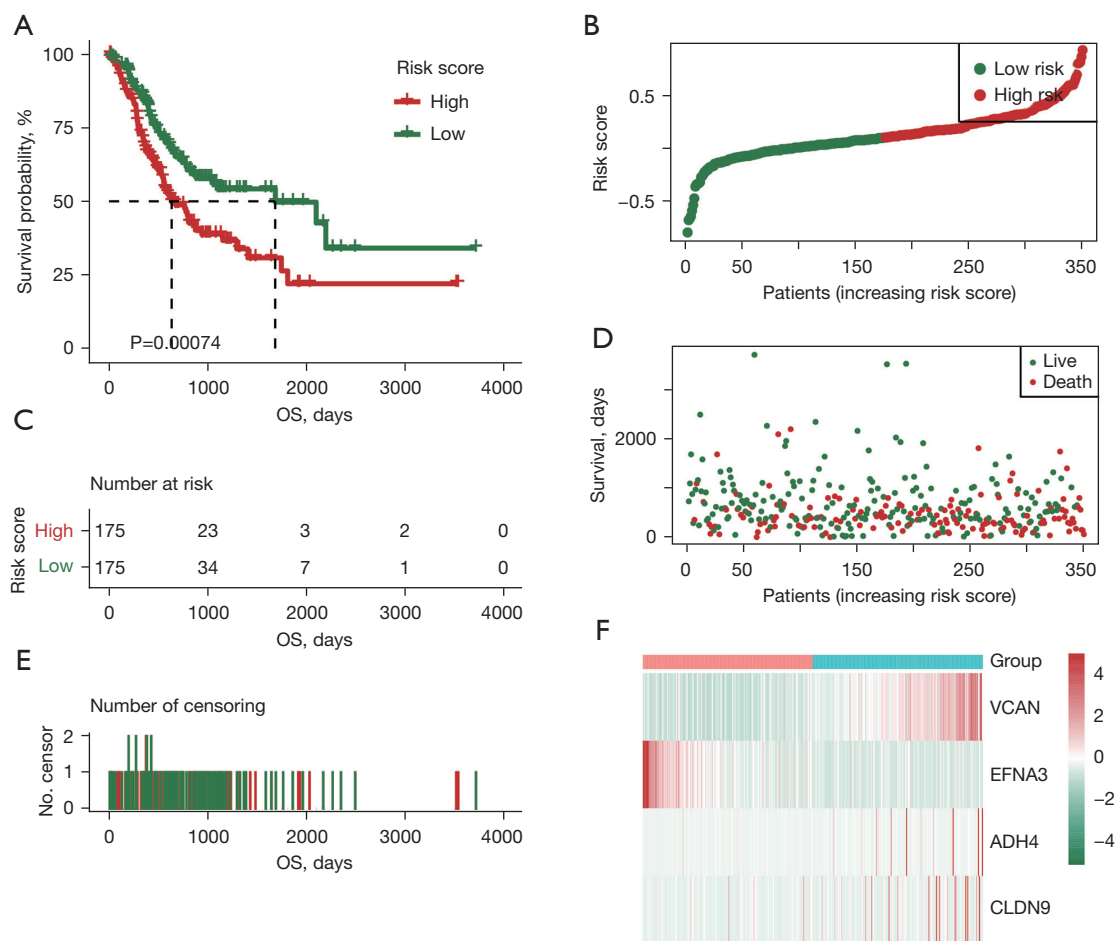 A
100
75
50
25
0
Survival probability, %
Risk score
High
Low
P=0.00074
0 1000 2000 3000 4000
OS, days
B
Low risk
High rsk
0.5
−0.5
Risk score
0 50 150 250 350
Patients (increasing risk score)
C
Number at risk
Risk score
High 175 23 3 2 0
Low 175 34 7 1 0
0 1000 2000 3000 4000
OS, days
D
Live
Death
2000
0
Survival, days
0 50 150 250 350
Patients (increasing risk score)
E
Number of censoring
2
1
0
No. censor
0 1000 2000 3000 4000
OS, days
F
Group
VCAN
EFNA3
ADH4
CLDN9
4
2
0
−2
−4